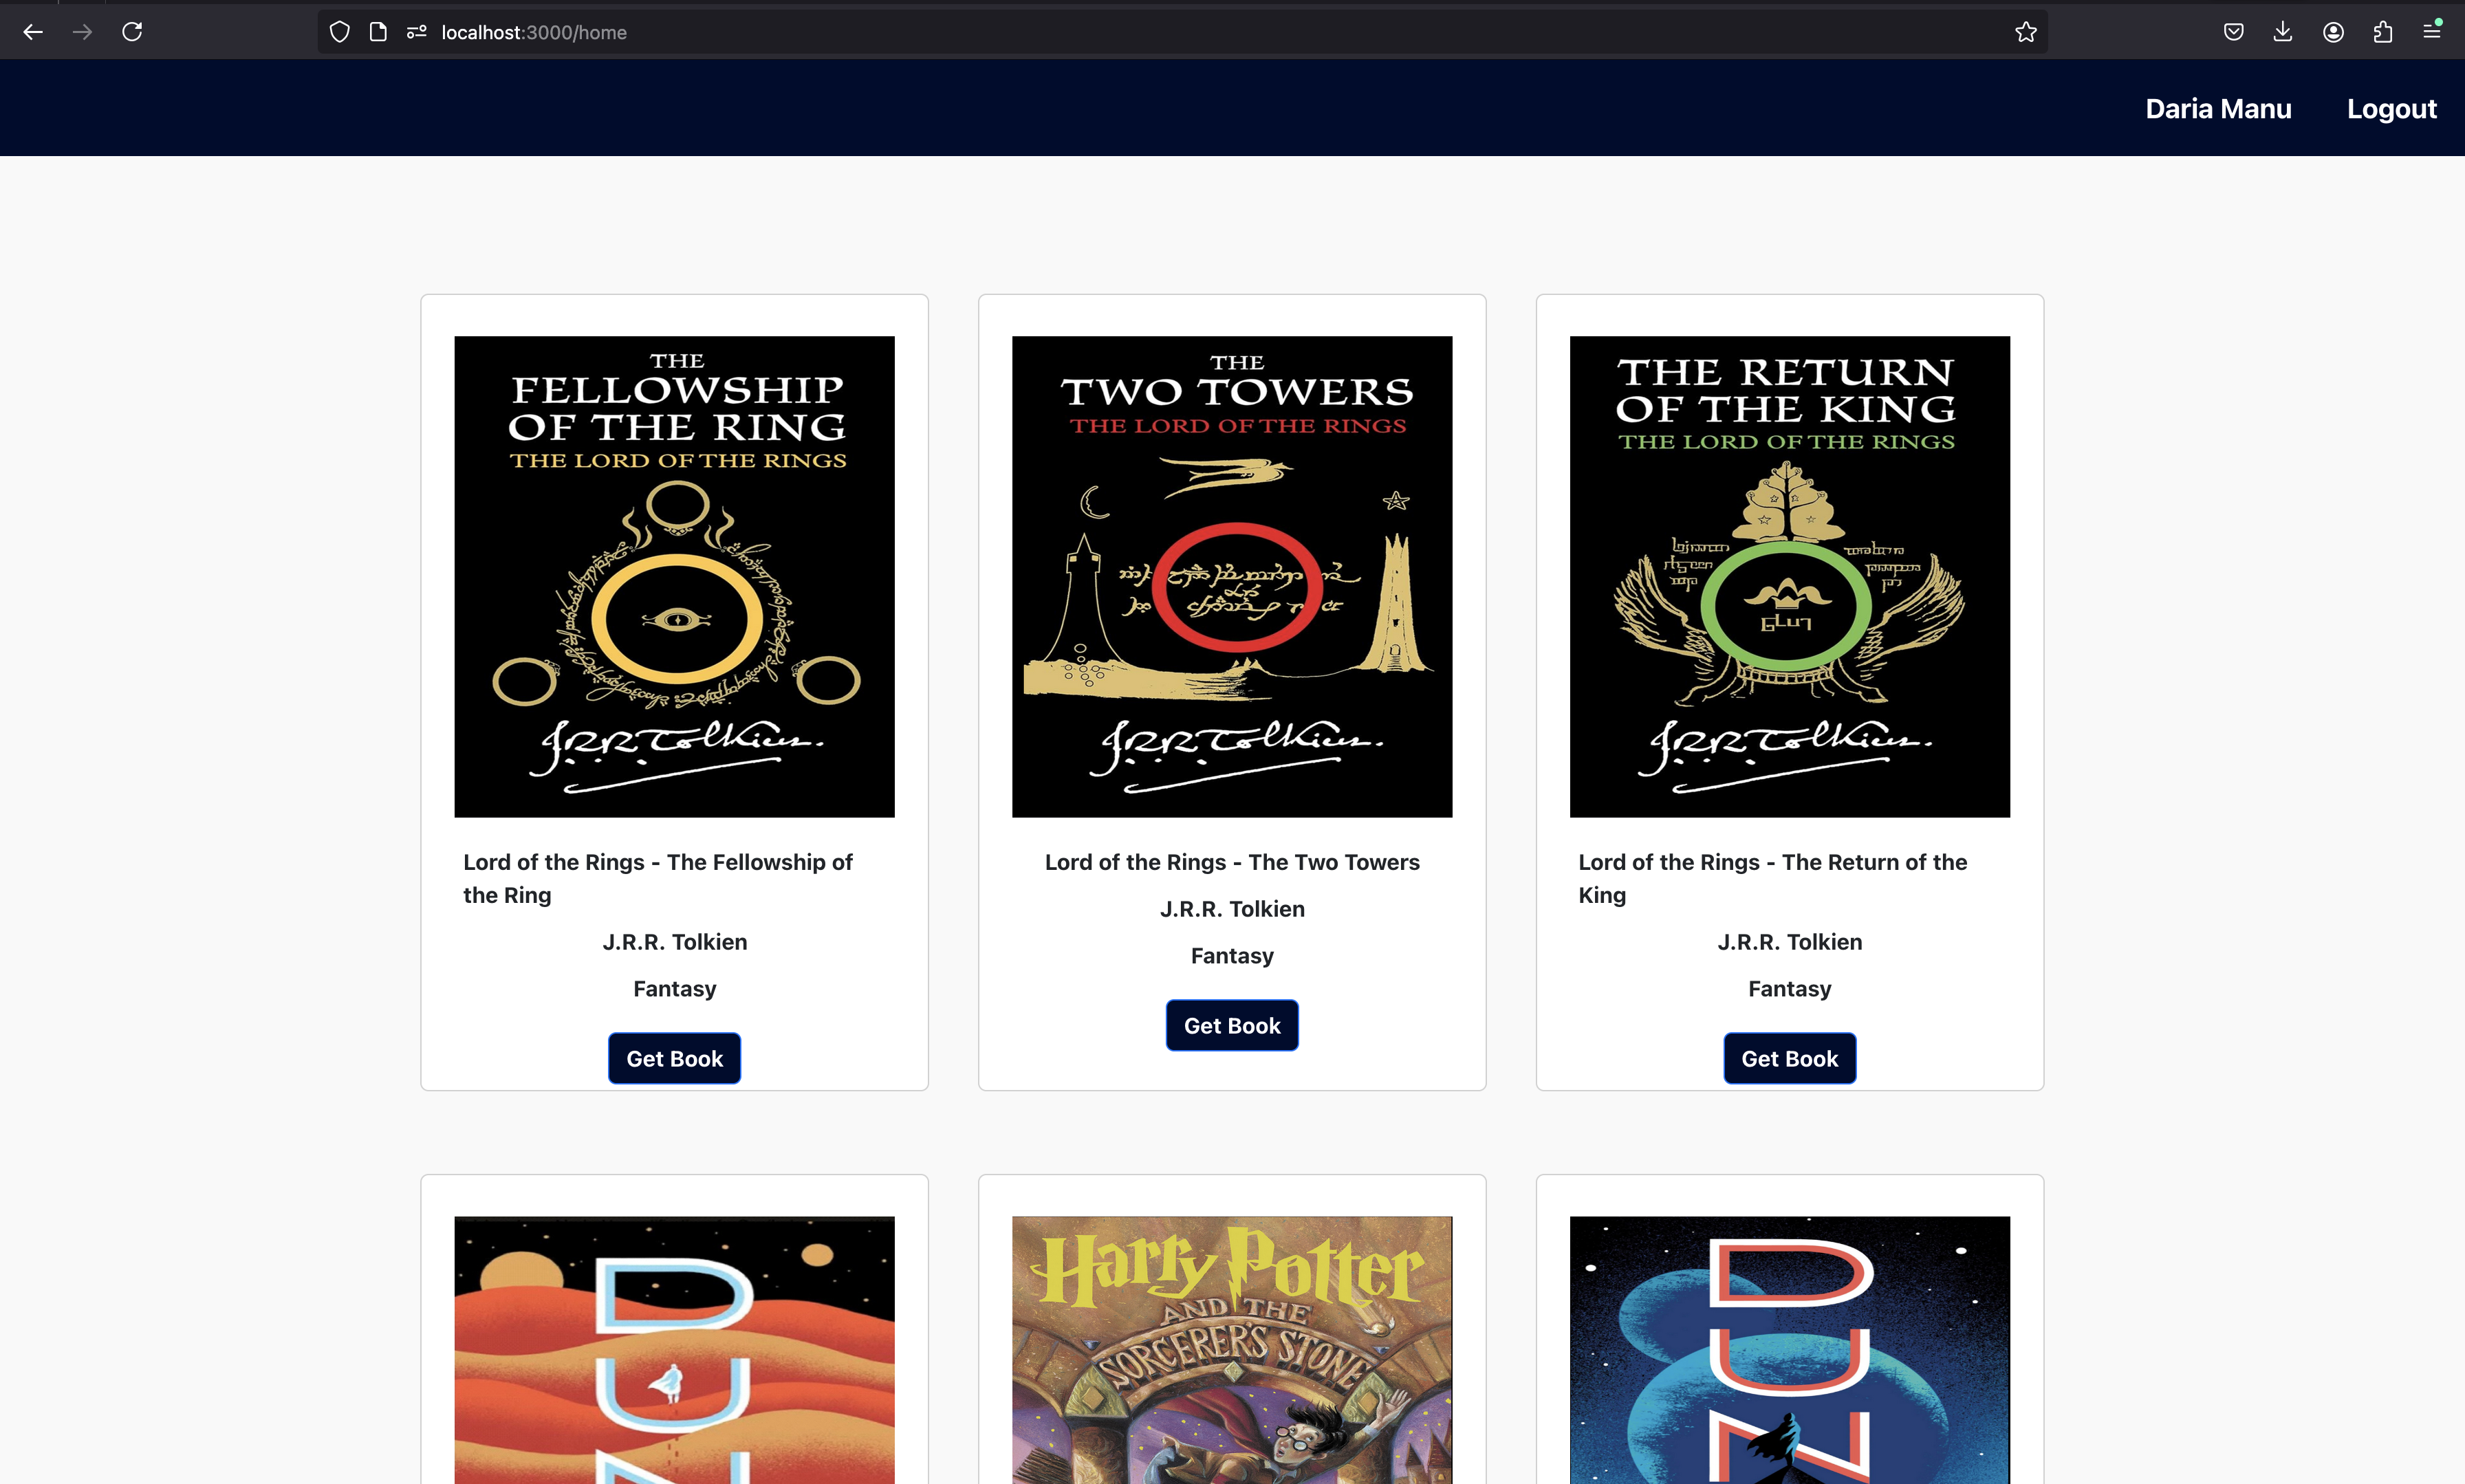 localhost:3000/home
Daria Manu
Logout
THE
FELLOWSHIP
OF THE RING
THE LORD OF THE RINGS
J.R.R. Tolkien.
THE
TWO TOWERS
THE LORD OF THE RINGS
J.R.R. Tolkien.
THE RETURN
OF THE KING
THE LORD OF THE RINGS
J.R.R. Tolkien.
Lord of the Rings - The Fellowship of
the Ring
J.R.R. Tolkien
Fantasy
Get Book
Lord of the Rings - The Two Towers
J.R.R. Tolkien
Fantasy
Get Book
Lord of the Rings - The Return of the
King
J.R.R. Tolkien
Fantasy
Get Book
DUN
Harry Potter
AND THE
SORCERER'S STONE
DUN